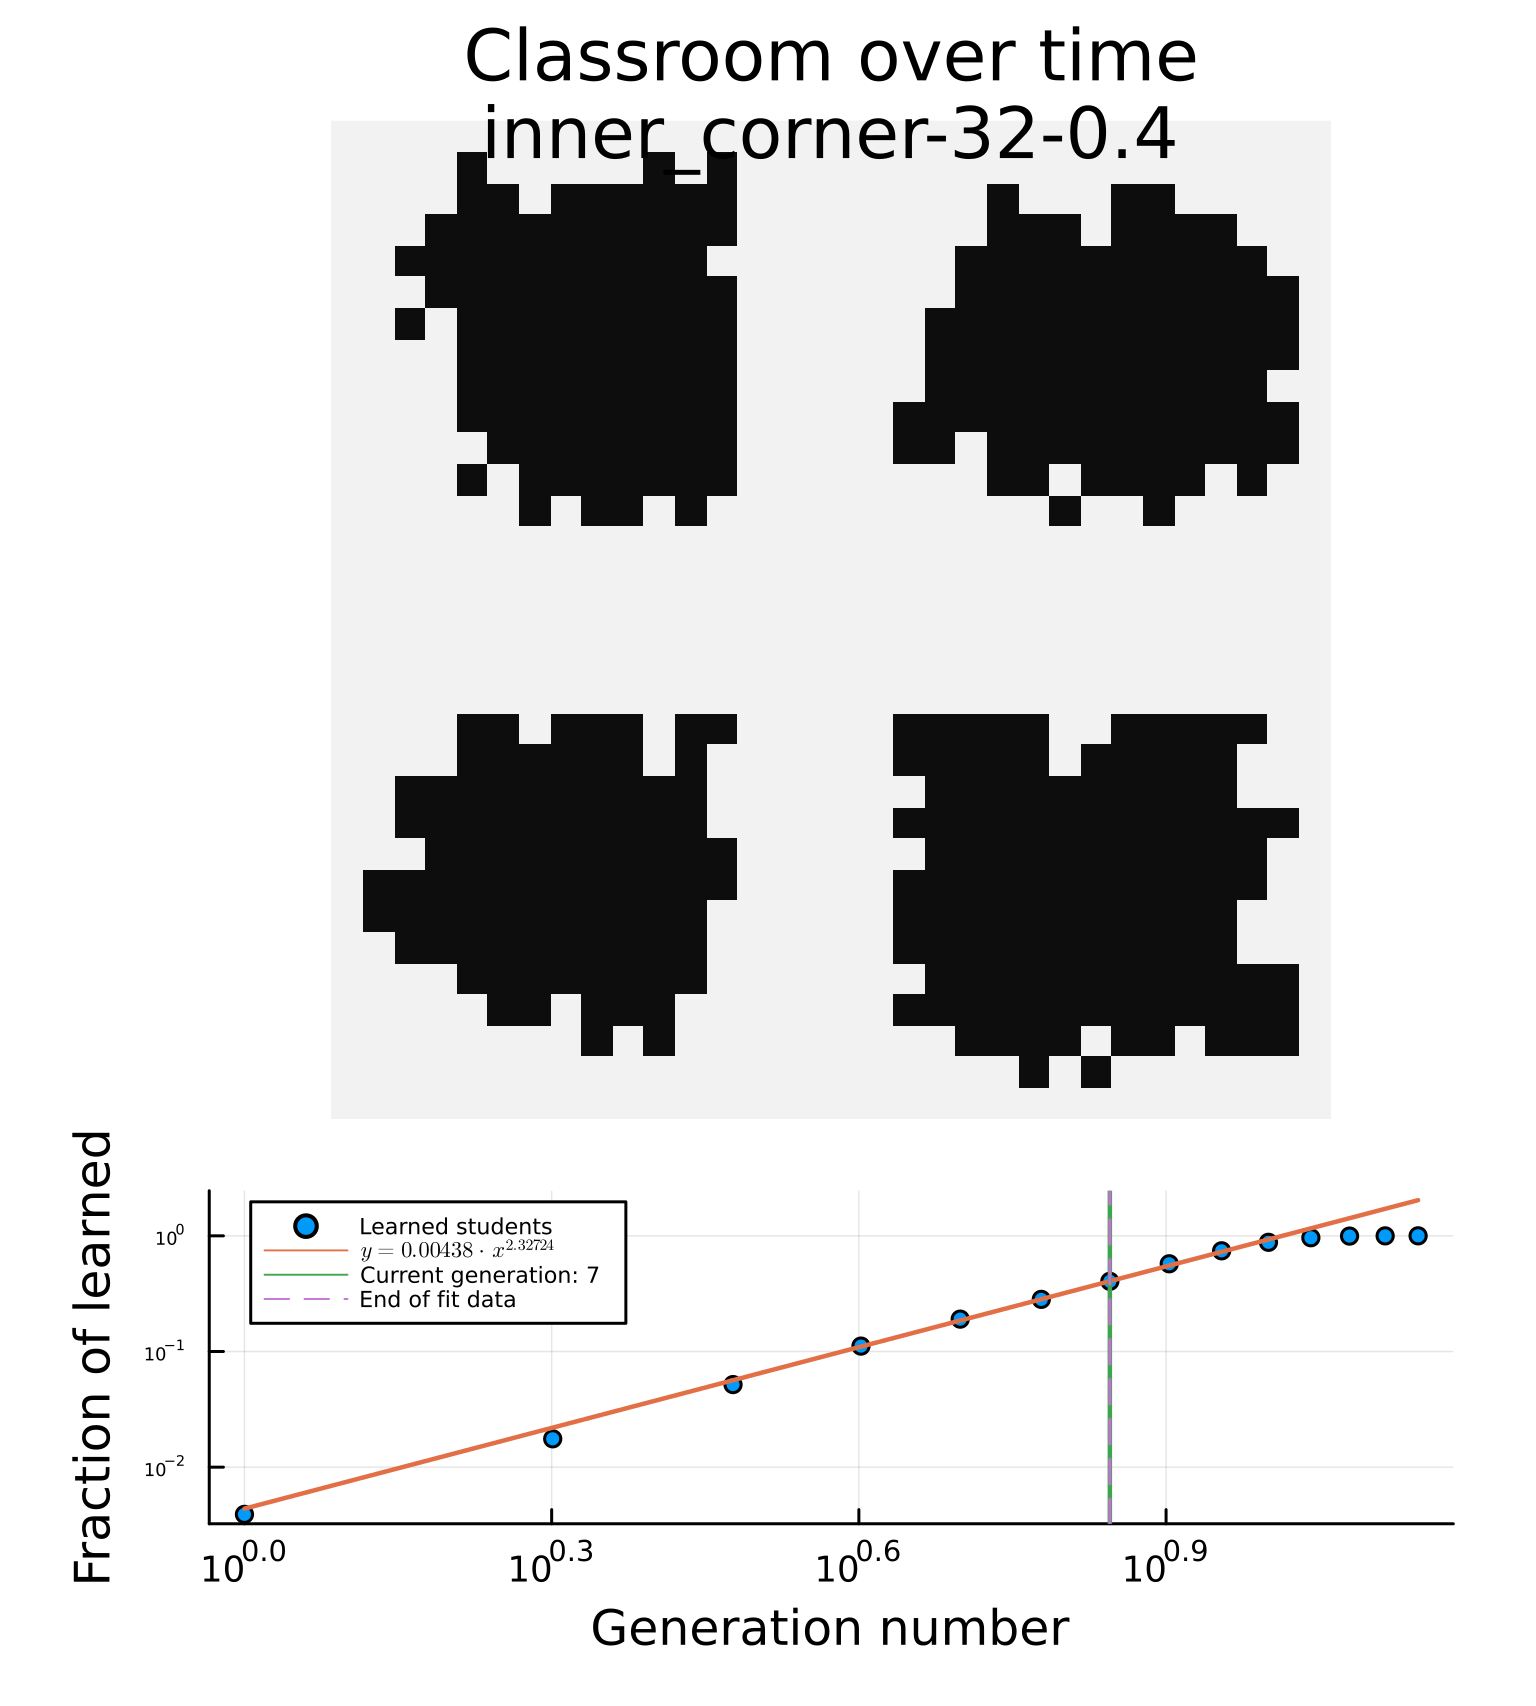 Classroom over time
inner_corner-32-0.4
Fraction of learned
10^0
10^−1
10^−2
Learned students
y = 0.00438 · x^2.32724
Current generation: 7
End of fit data
10^0.0 10^0.3 10^0.6 10^0.9
Generation number